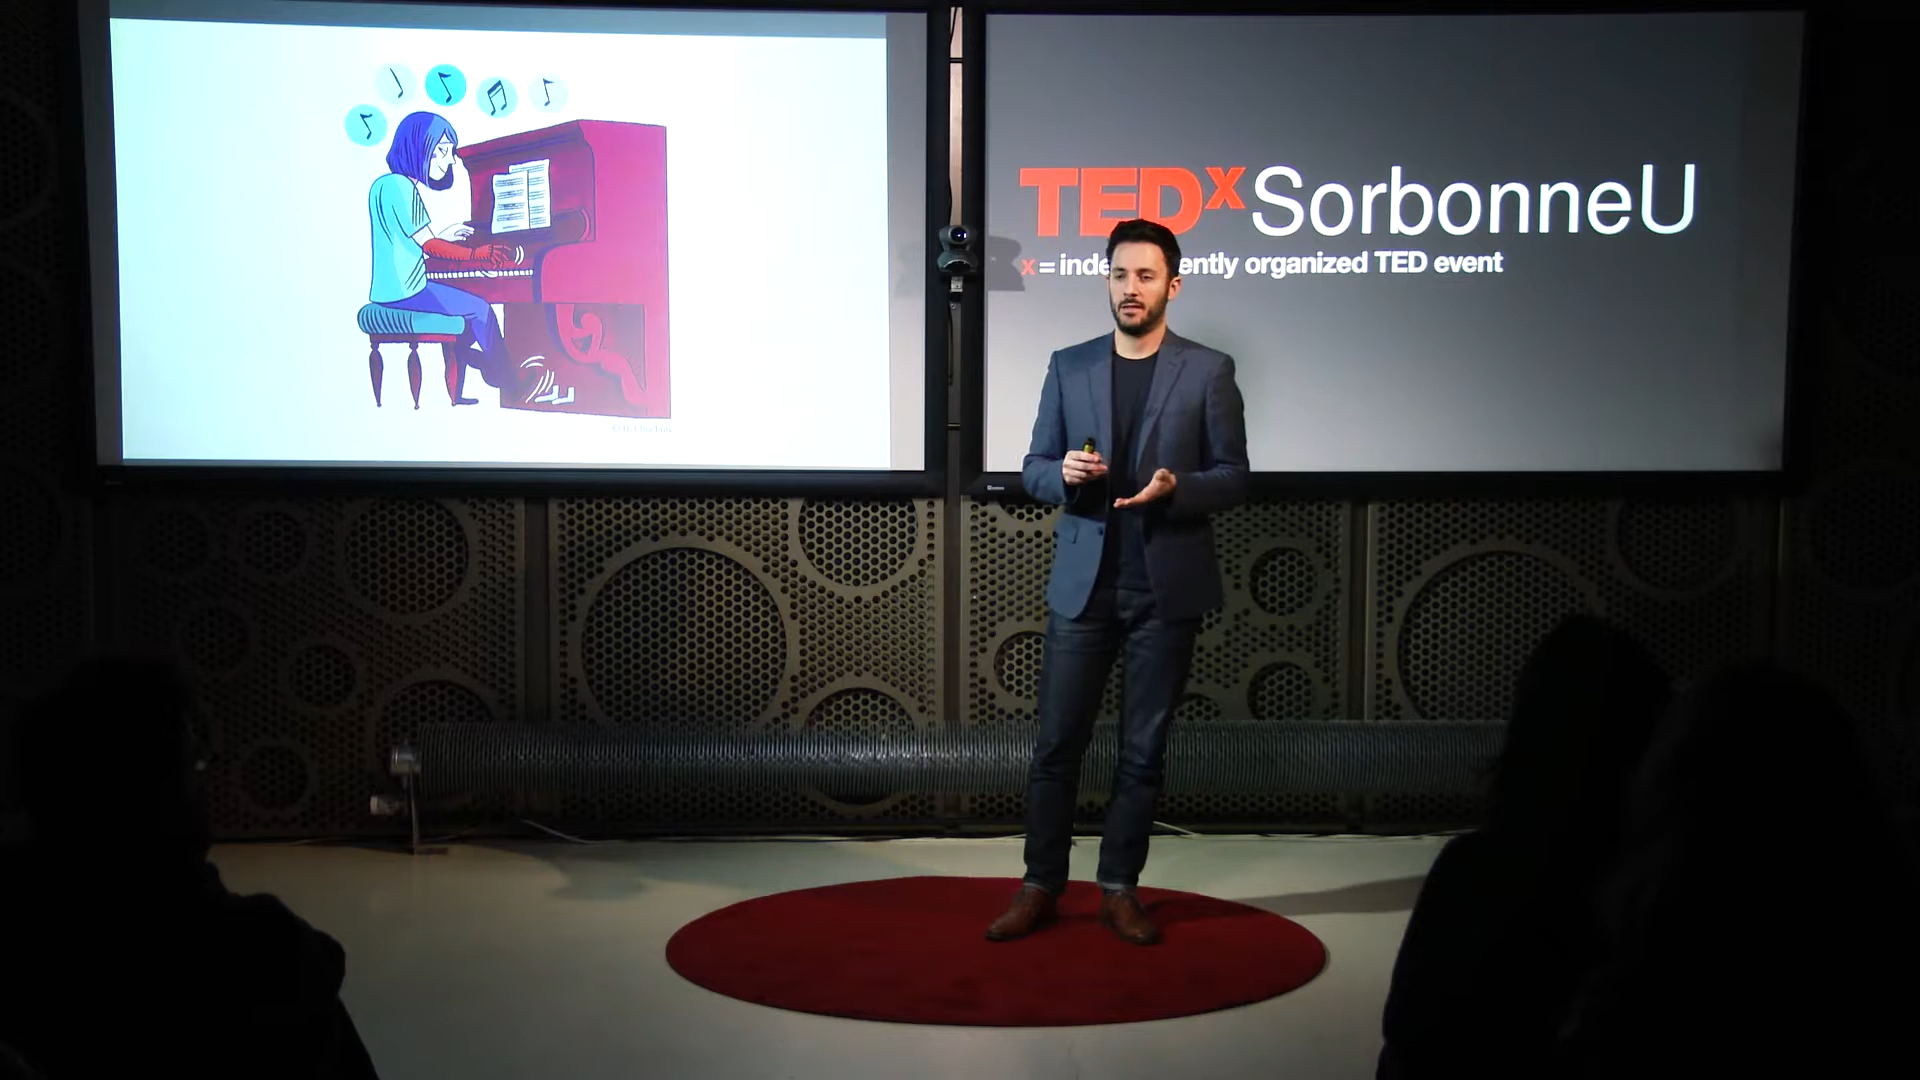 TEDxSorbonneU
x = inde ently organized TED event